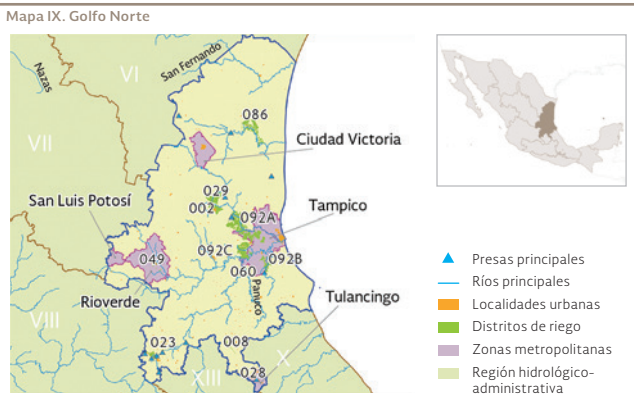 Mapa IX. Golfo Norte
Nazas
VI
San Fernando
086
VII
Ciudad Victoria
San Luis Potosí
029
002
092A
Tampico
049
092C
092B
060
Pánuco
Rioverde
Tulancingo
VIII
023
008
X
028
XIII
Presas principales
Ríos principales
Localidades urbanas
Distritos de riego
Zonas metropolitanas
Región hidrológico-
administrativa